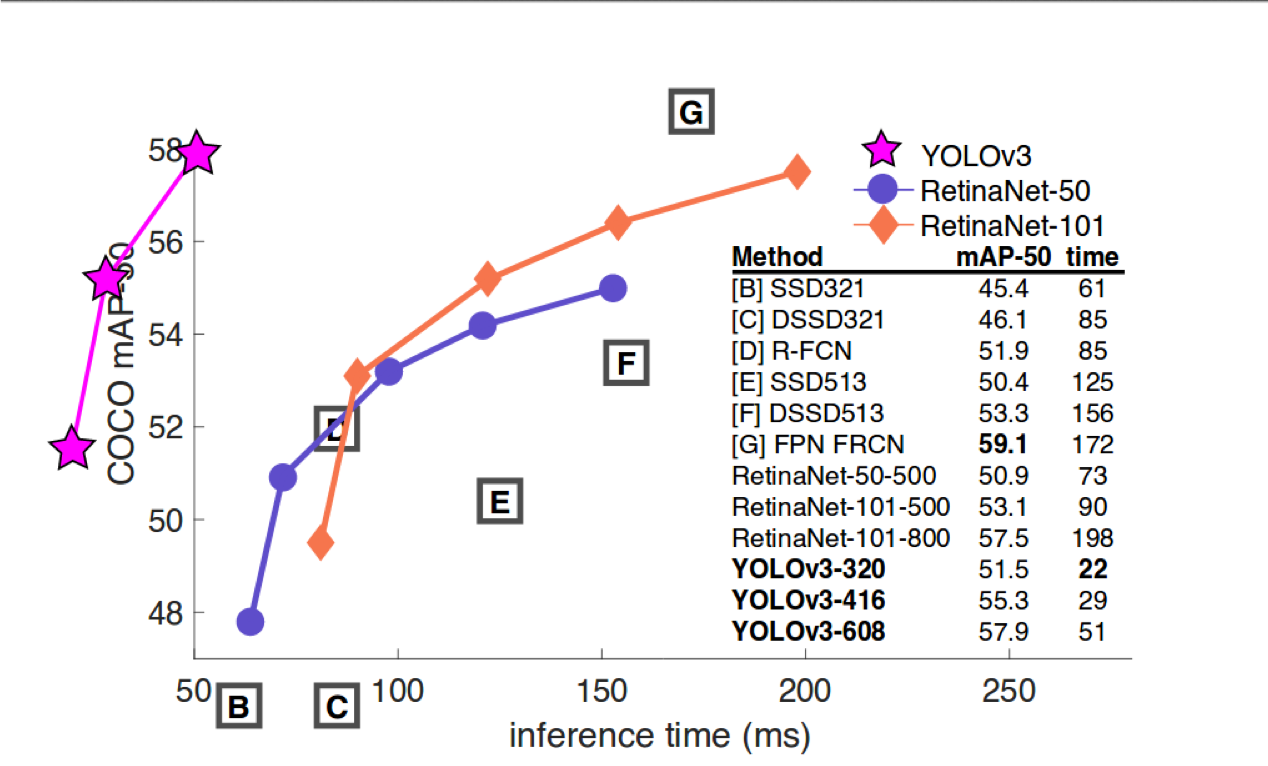 G
58
YOLOv3
RetinaNet-50
56
RetinaNet-101
COCO mAP-50
Method mAP-50 time
[B] SSD321 45.4 61
[C] DSSD321 46.1 85
54
[D] R-FCN 51.9 85
F
[E] SSD513 50.4 125
[F] DSSD513 53.3 156
52
D
[G] FPN FRCN 59.1 172
RetinaNet-50-500 50.9 73
E
RetinaNet-101-500 53.1 90
50
RetinaNet-101-800 57.5 198
YOLOv3-320 51.5 22
48
YOLOv3-416 55.3 29
YOLOv3-608 57.9 51
50 100 150 200 250
B C
inference time (ms)